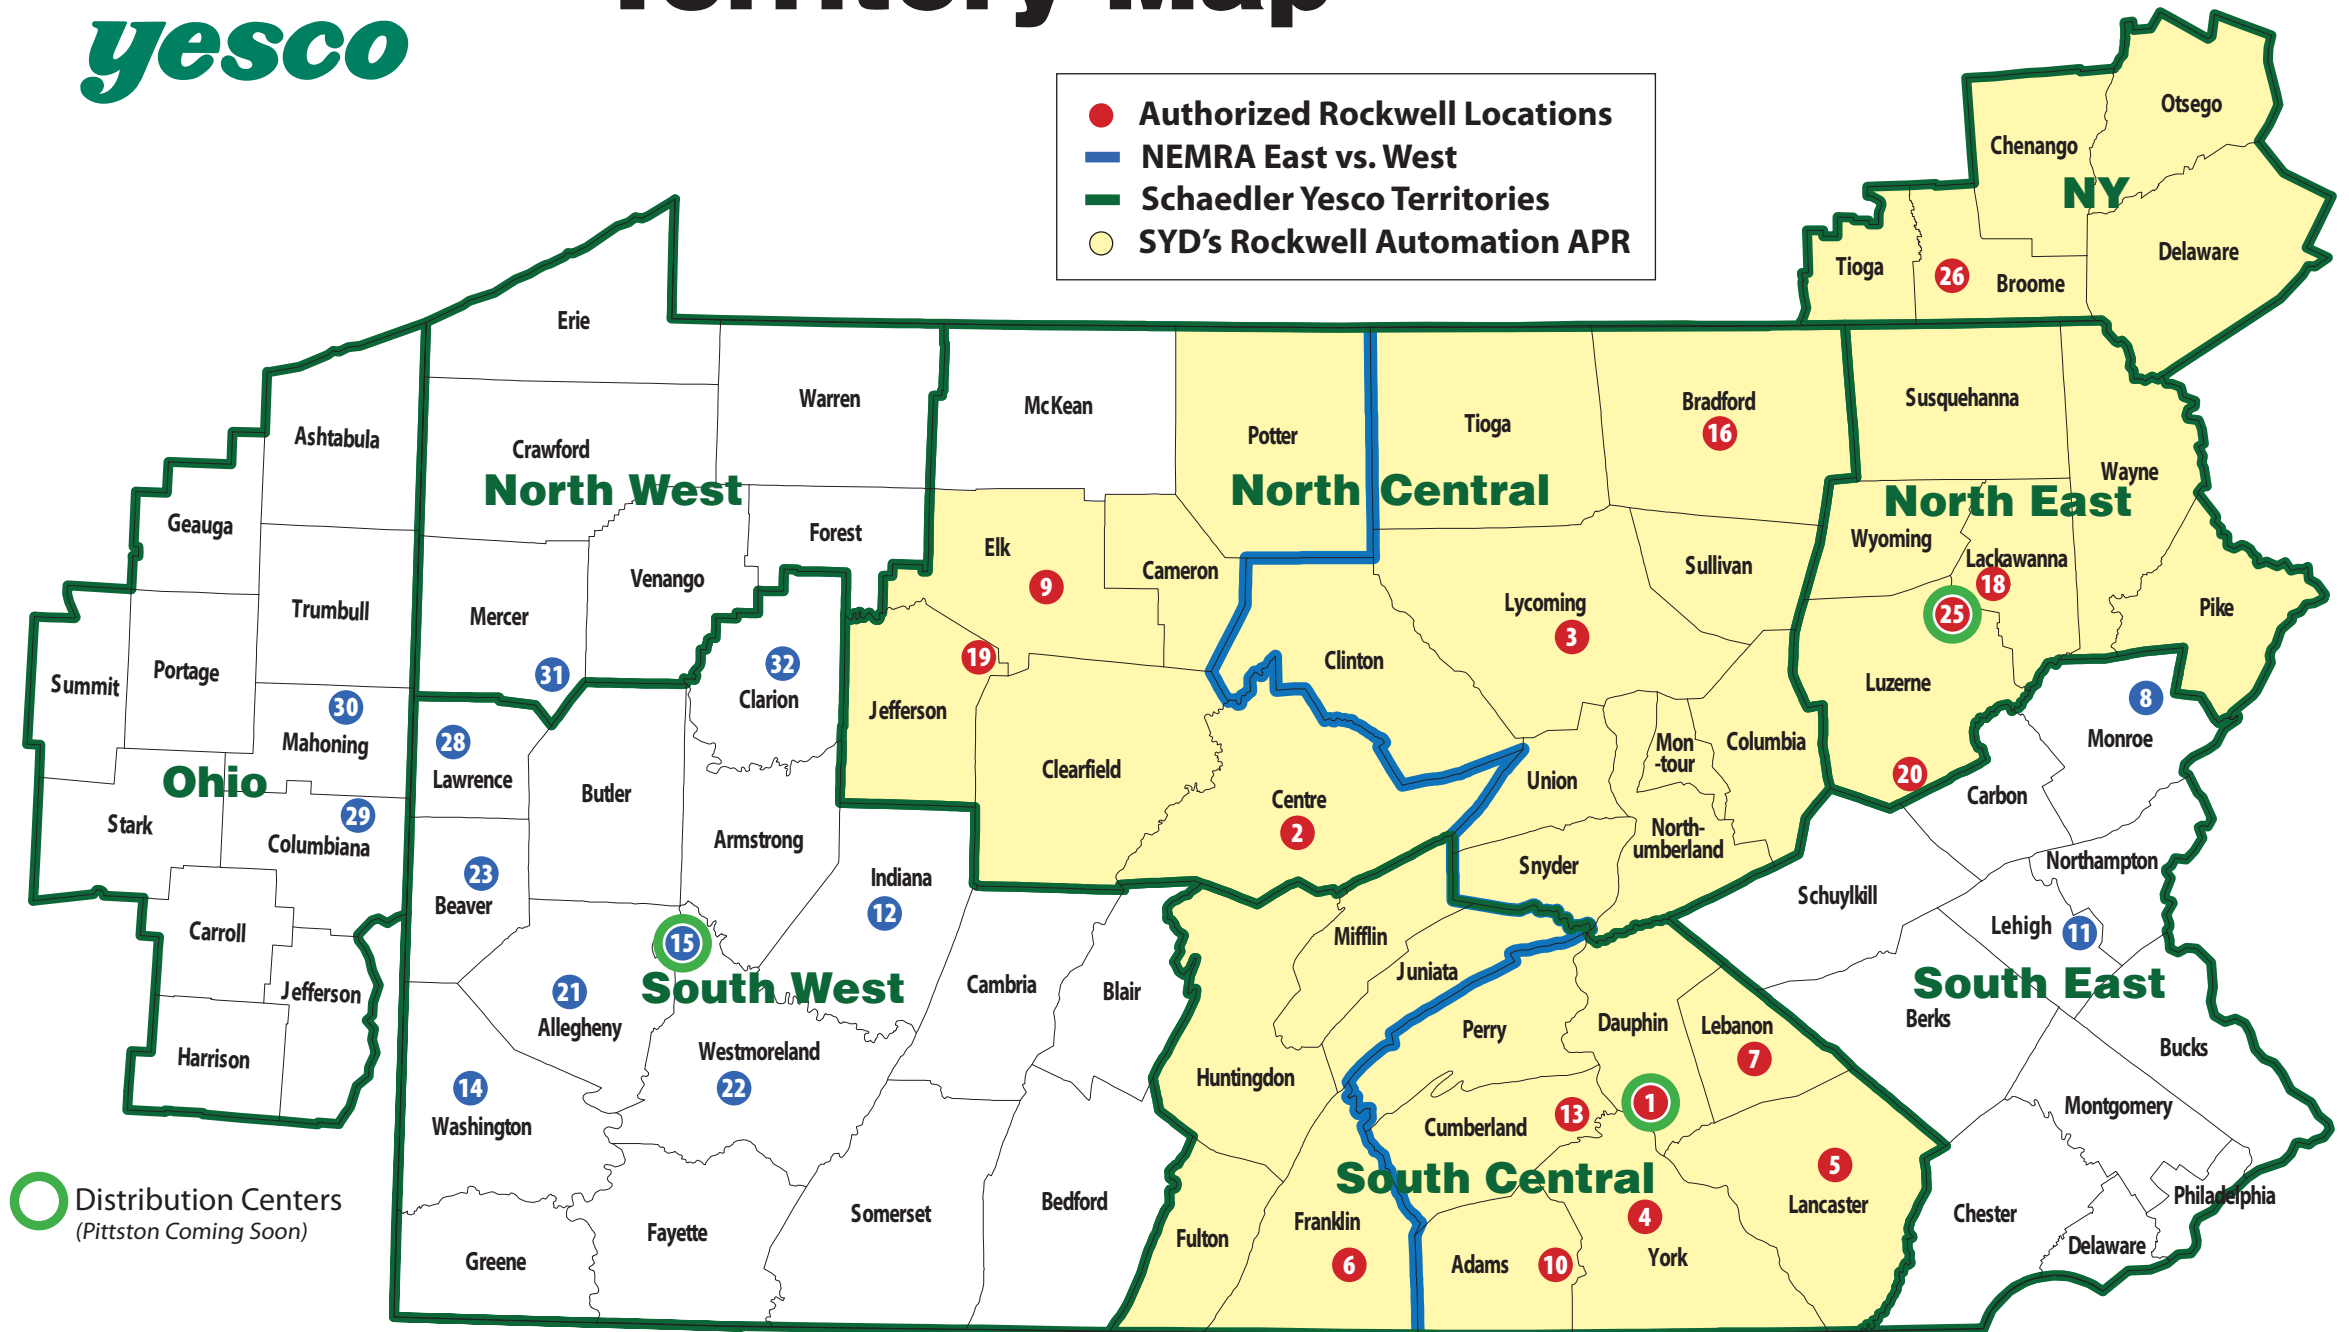 Territory Map
yesco
Authorized Rockwell Locations
NEMRA East vs. West
Schaedler Yesco Territories
SYD's Rockwell Automation APR
Otsego
Chenango
NY
Delaware
Tioga
26
Broome
Erie
Warren
McKean
Potter
Tioga
Bradford
16
Susquehanna
Wayne
Ashtabula
Crawford
North West
North Central
North East
Geauga
Forest
Elk
9
Cameron
Sullivan
Wyoming
Lackawanna
18
25
Pike
Trumbull
Mercer
Venango
Lycoming
3
Summit
Portage
31
32
Clarion
19
Jefferson
Clinton
Luzerne
8
Monroe
30
Mahoning
28
Lawrence
Butler
Clearfield
Centre
2
Union
Mon
-tour
Columbia
20
Carbon
Ohio
Stark
29
Columbiana
Armstrong
Snyder
North-
umberland
Northampton
23
Beaver
Indiana
12
Schuylkill
Lehigh
11
Carroll
15
South West
Mifflin
Juniata
South East
Jefferson
21
Allegheny
Cambria
Blair
Perry
Dauphin
Lebanon
7
Berks
Bucks
Harrison
Westmoreland
22
Huntingdon
14
Washington
Cumberland
13
1
Montgomery
South Central
5
Lancaster
Philadelphia
Distribution Centers
(Pittston Coming Soon)
Greene
Fayette
Somerset
Bedford
Fulton
Franklin
6
Adams
10
4
York
Chester
Delaware